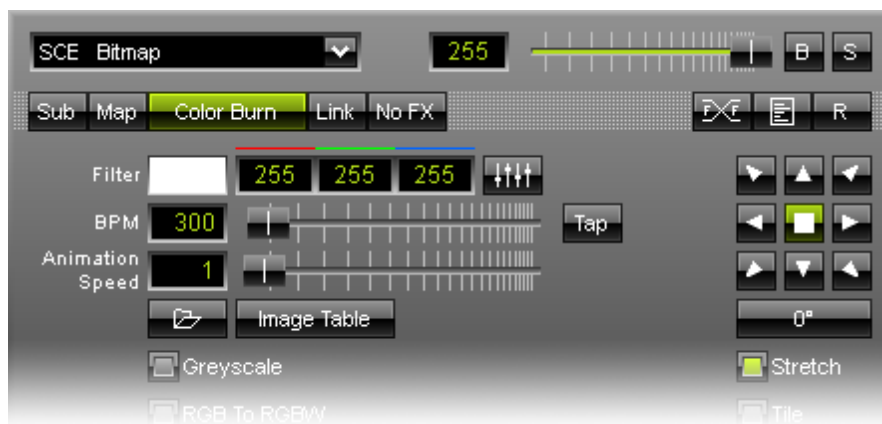 SCE Bitmap 255 B S
Sub Map Color Burn Link No FX R
Filter 255 255 255
BPM 300 Tap
Animation
Speed 1
Image Table 0°
Greyscale Stretch
RGB To RGBW Tile